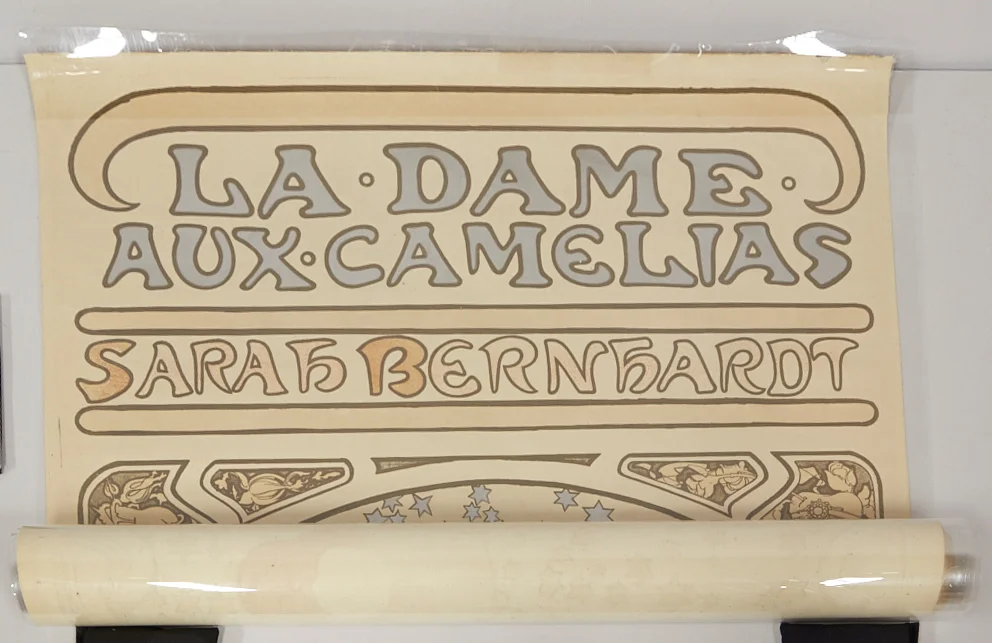 LA · DAME ·
AUX · CAMELIAS
SARAH BERNHARDT